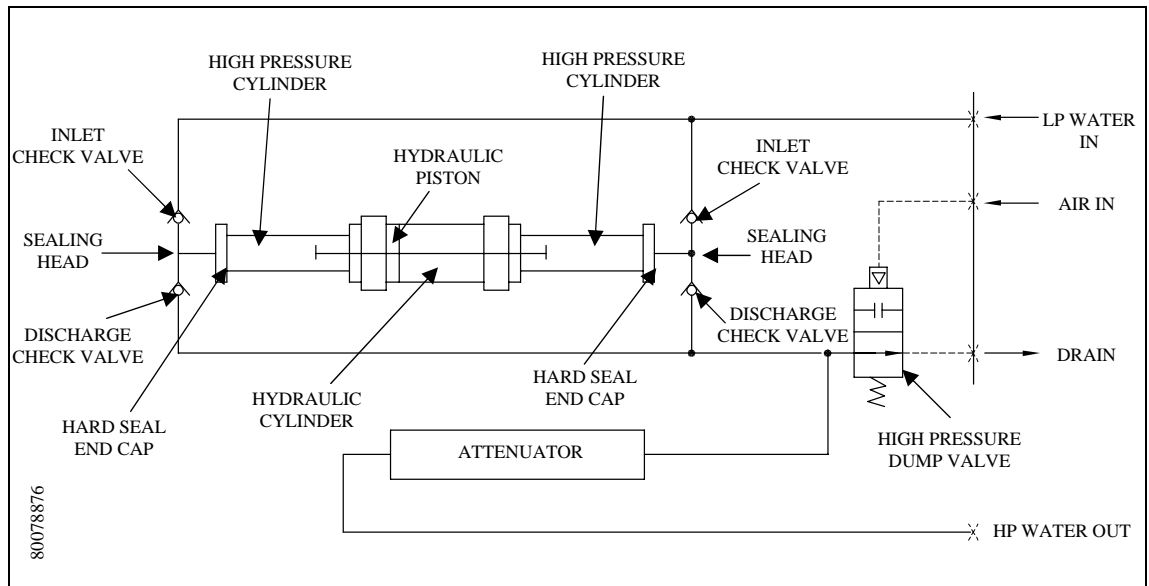 HIGH PRESSURE
CYLINDER
HIGH PRESSURE
CYLINDER
INLET
CHECK VALVE
HYDRAULIC
PISTON
INLET
CHECK VALVE
LP WATER
IN
AIR IN
SEALING
HEAD
SEALING
HEAD
DISCHARGE
CHECK VALVE
DISCHARGE
CHECK VALVE
DRAIN
HARD SEAL
END CAP
HYDRAULIC
CYLINDER
HARD SEAL
END CAP
HIGH PRESSURE
DUMP VALVE
ATTENUATOR
HP WATER OUT
80078876